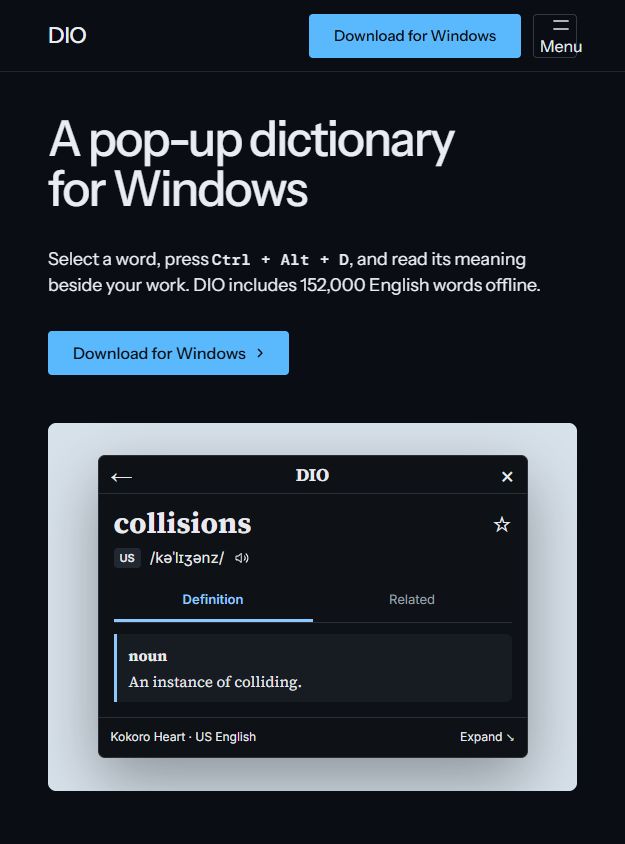 DIO
Download for Windows
Menu
A pop-up dictionary
for Windows
Select a word, press Ctrl + Alt + D, and read its meaning
beside your work. DIO includes 152,000 English words offline.
Download for Windows
DIO
collisions
US /kəˈlɪʒənz/
Definition
Related
noun
An instance of colliding.
Kokoro Heart · US English
Expand ↘